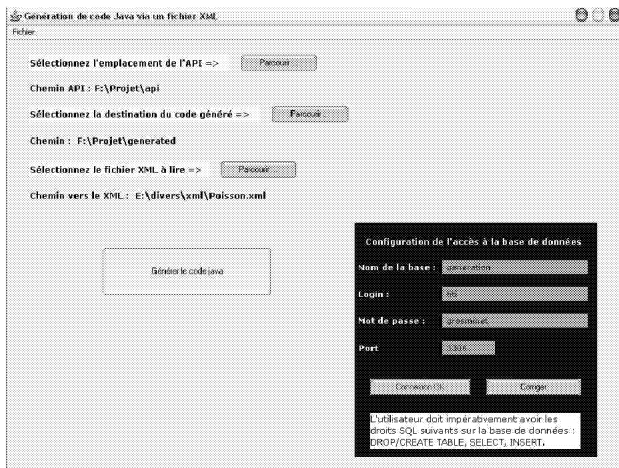 Génération de code Java via un fichier XML
Fichier
Sélectionnez l'emplacement de l'API => Parcourir ...
Chemin API : F:\Projet\api
Sélectionnez la destination du code généré => Parcourir ...
Chemin : F:\Projet\generated
Sélectionnez le fichier XML à lire => Parcourir ...
Chemin vers le XML : E:\divers\xml\Poisson.xml
Générer le code java
Configuration de l'accès à la base de données
Nom de la base : generation
Login :
Mot de passe : grosminet
Port 3306
Connexion OK Corriger
L'utilisateur doit impérativement avoir les
droits SQL suivants sur la base de données :
DROP/CREATE TABLE, SELECT, INSERT.